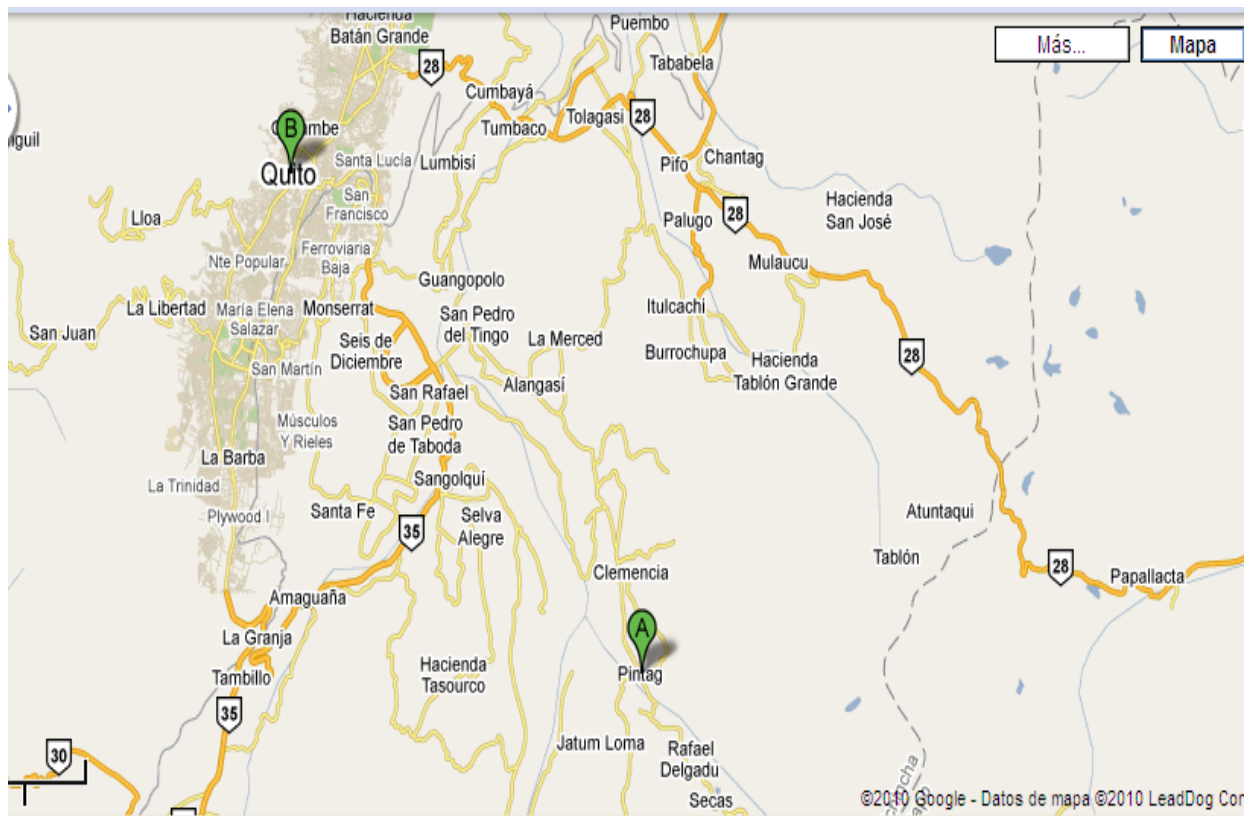 Hacienda
Batán Grande
Puembo
Más...
Mapa
28
Tababela
Cumbayá
Tolagasi
28
B
Tumbaco
Quito
Santa Lucía
Lumbisí
Pifo
Chantag
San
Francisco
Hacienda
San José
Lloa
Palugo
28
Ferroviaria
Baja
Nte Popular
Guangopolo
Mulaucu
La Libertad
María Elena
Salazar
Monserrat
San Pedro
del Tingo
Itulcachi
San Juan
Seis de
Diciembre
La Merced
Burrochupa
Hacienda
Tablón Grande
28
San Martín
San Rafael
Alangasí
Músculos
Y Rieles
San Pedro
de Taboda
La Barba
Sangolquí
La Trinidad
Plywood I
Santa Fe
35
Selva
Alegre
Atuntaqui
Tablón
28
Papallacta
Clemencia
Amaguaña
A
La Granja
Tambillo
Hacienda
Tasourco
Pintag
35
30
Jatum Loma
Rafael
Delgadu
Secas
©2010 Google - Datos de mapa ©2010 LeadDog